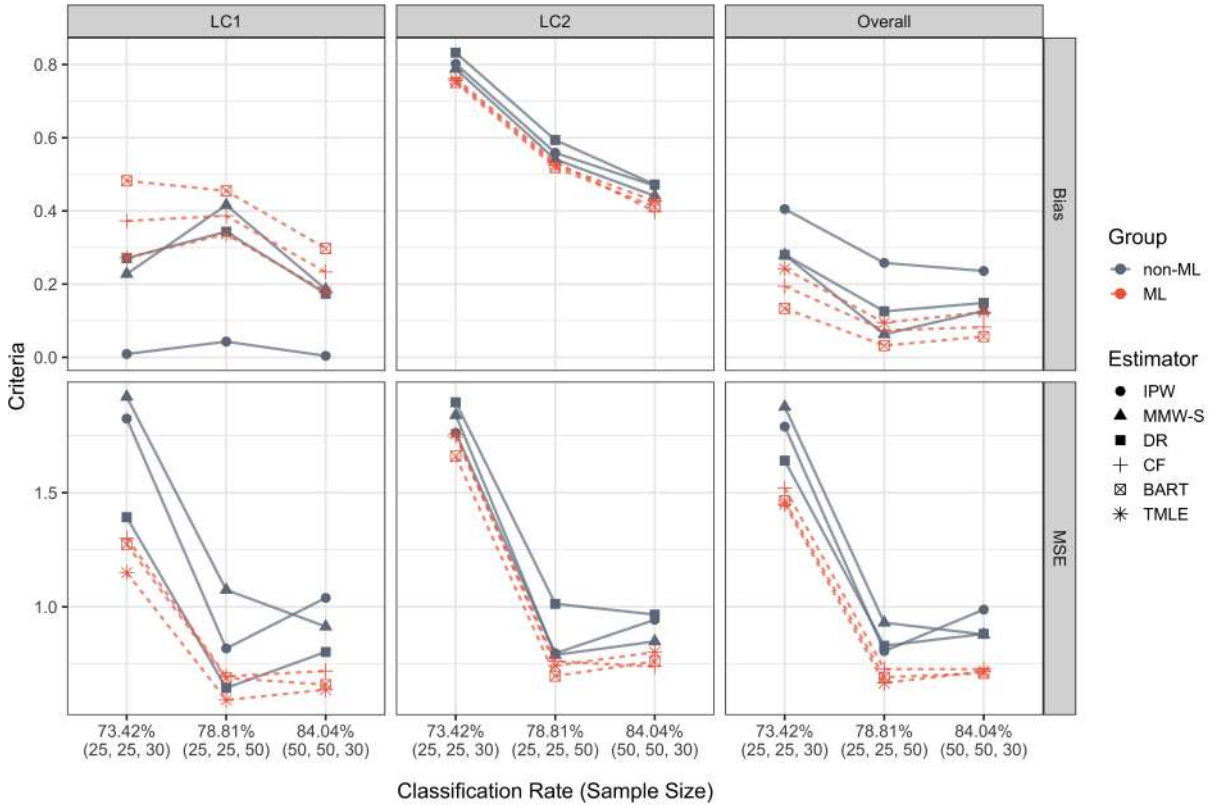 LC1
LC2
Overall
0.8
0.6
0.4
0.2
0.0
Bias
Criteria
1.5
1.0
MSE
73.42%
(25, 25, 30)
78.81%
(25, 25, 50)
84.04%
(50, 50, 30)
73.42%
(25, 25, 30)
78.81%
(25, 25, 50)
84.04%
(50, 50, 30)
73.42%
(25, 25, 30)
78.81%
(25, 25, 50)
84.04%
(50, 50, 30)
Classification Rate (Sample Size)
Group
non-ML
ML
Estimator
IPW
MMW-S
DR
CF
BART
TMLE